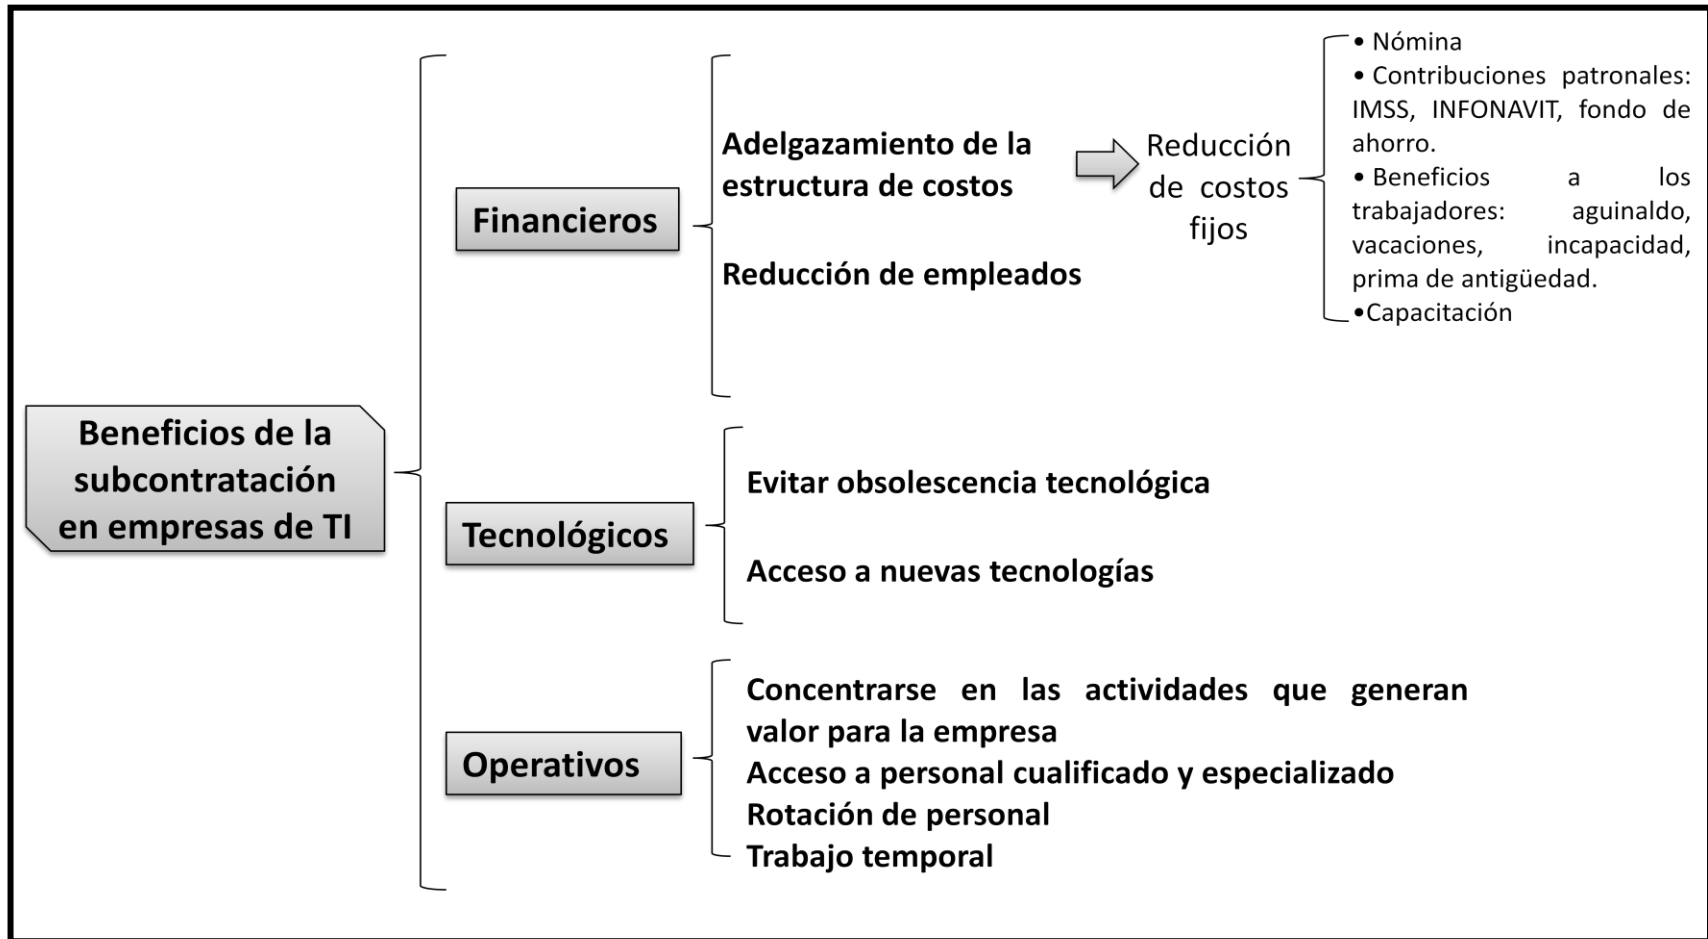 Beneficios de la
subcontratación
en empresas de TI
Financieros
Adelgazamiento de la
estructura de costos
Reducción
de costos
fijos
• Nómina
• Contribuciones patronales:
IMSS, INFONAVIT, fondo de
ahorro.
• Beneficios a los
trabajadores: aguinaldo,
vacaciones, incapacidad,
prima de antigüedad.
•Capacitación
Reducción de empleados
Tecnológicos
Evitar obsolescencia tecnológica
Acceso a nuevas tecnologías
Operativos
Concentrarse en las actividades que generan
valor para la empresa
Acceso a personal cualificado y especializado
Rotación de personal
Trabajo temporal